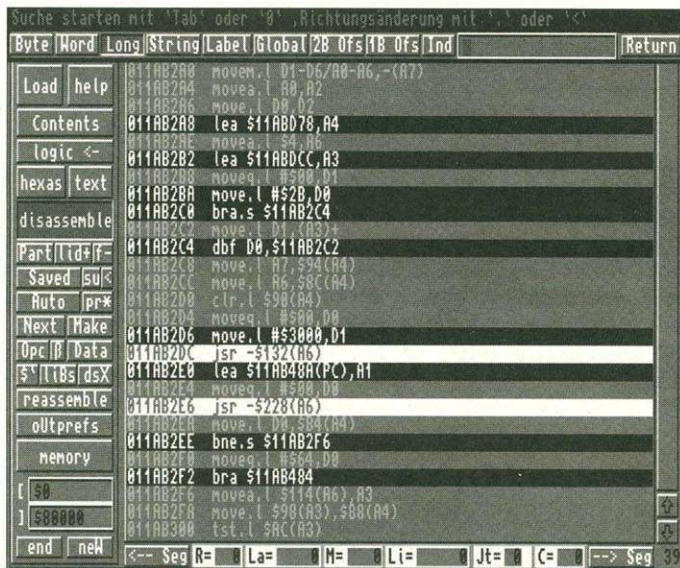 Suche starten mit 'Tab' oder '0' ,Richtungsänderung mit ',' oder '<'
Byte Word Long String Label Global 2B Ofs 1B Ofs Ind Return
Load help
Contents
logic <-
hexas text
disassemble
Part lid+ f-
Saved su <
Auto pr*
Next Make
Opc β Data
$' liBs dsX
reassemble
oUtprefs
memory
[ $0
] $80000
end neW
011AB2A0 movem.l D1-D6/A0-A6,-(A7)
011AB2A4 movea.l A0,A2
011AB2A6 move.l D0,D2
011AB2A8 lea $11ABD78,A4
011AB2AE movea.l $4,A6
011AB2B2 lea $11ABDCC,A3
011AB2B8 moveq.l #$00,D1
011AB2BA move.l #$2B,D0
011AB2C0 bra.s $11AB2C4
011AB2C2 move.l D1,(A3)+
011AB2C4 dbf D0,$11AB2C2
011AB2C8 move.l A7,$94(A4)
011AB2CC move.l A6,$8C(A4)
011AB2D0 clr.l $90(A4)
011AB2D4 moveq.l #$00,D0
011AB2D6 move.l #$3000,D1
011AB2DC jsr -$132(A6)
011AB2E0 lea $11AB48A(PC),A1
011AB2E4 moveq.l #$00,D0
011AB2E6 jsr -$228(A6)
011AB2EA move.l D0,$B4(A4)
011AB2EE bne.s $11AB2F6
011AB2F0 moveq.l #$64,D0
011AB2F2 bra $11AB484
011AB2F6 movea.l $114(A6),A3
011AB2FA move.l $98(A3),$88(A4)
011AB300 tst.l $AC(A3)
<-- Seg R= 0 La= 0 M= 0 Li= 0 Jt= 0 C= 0 --> Seg 39